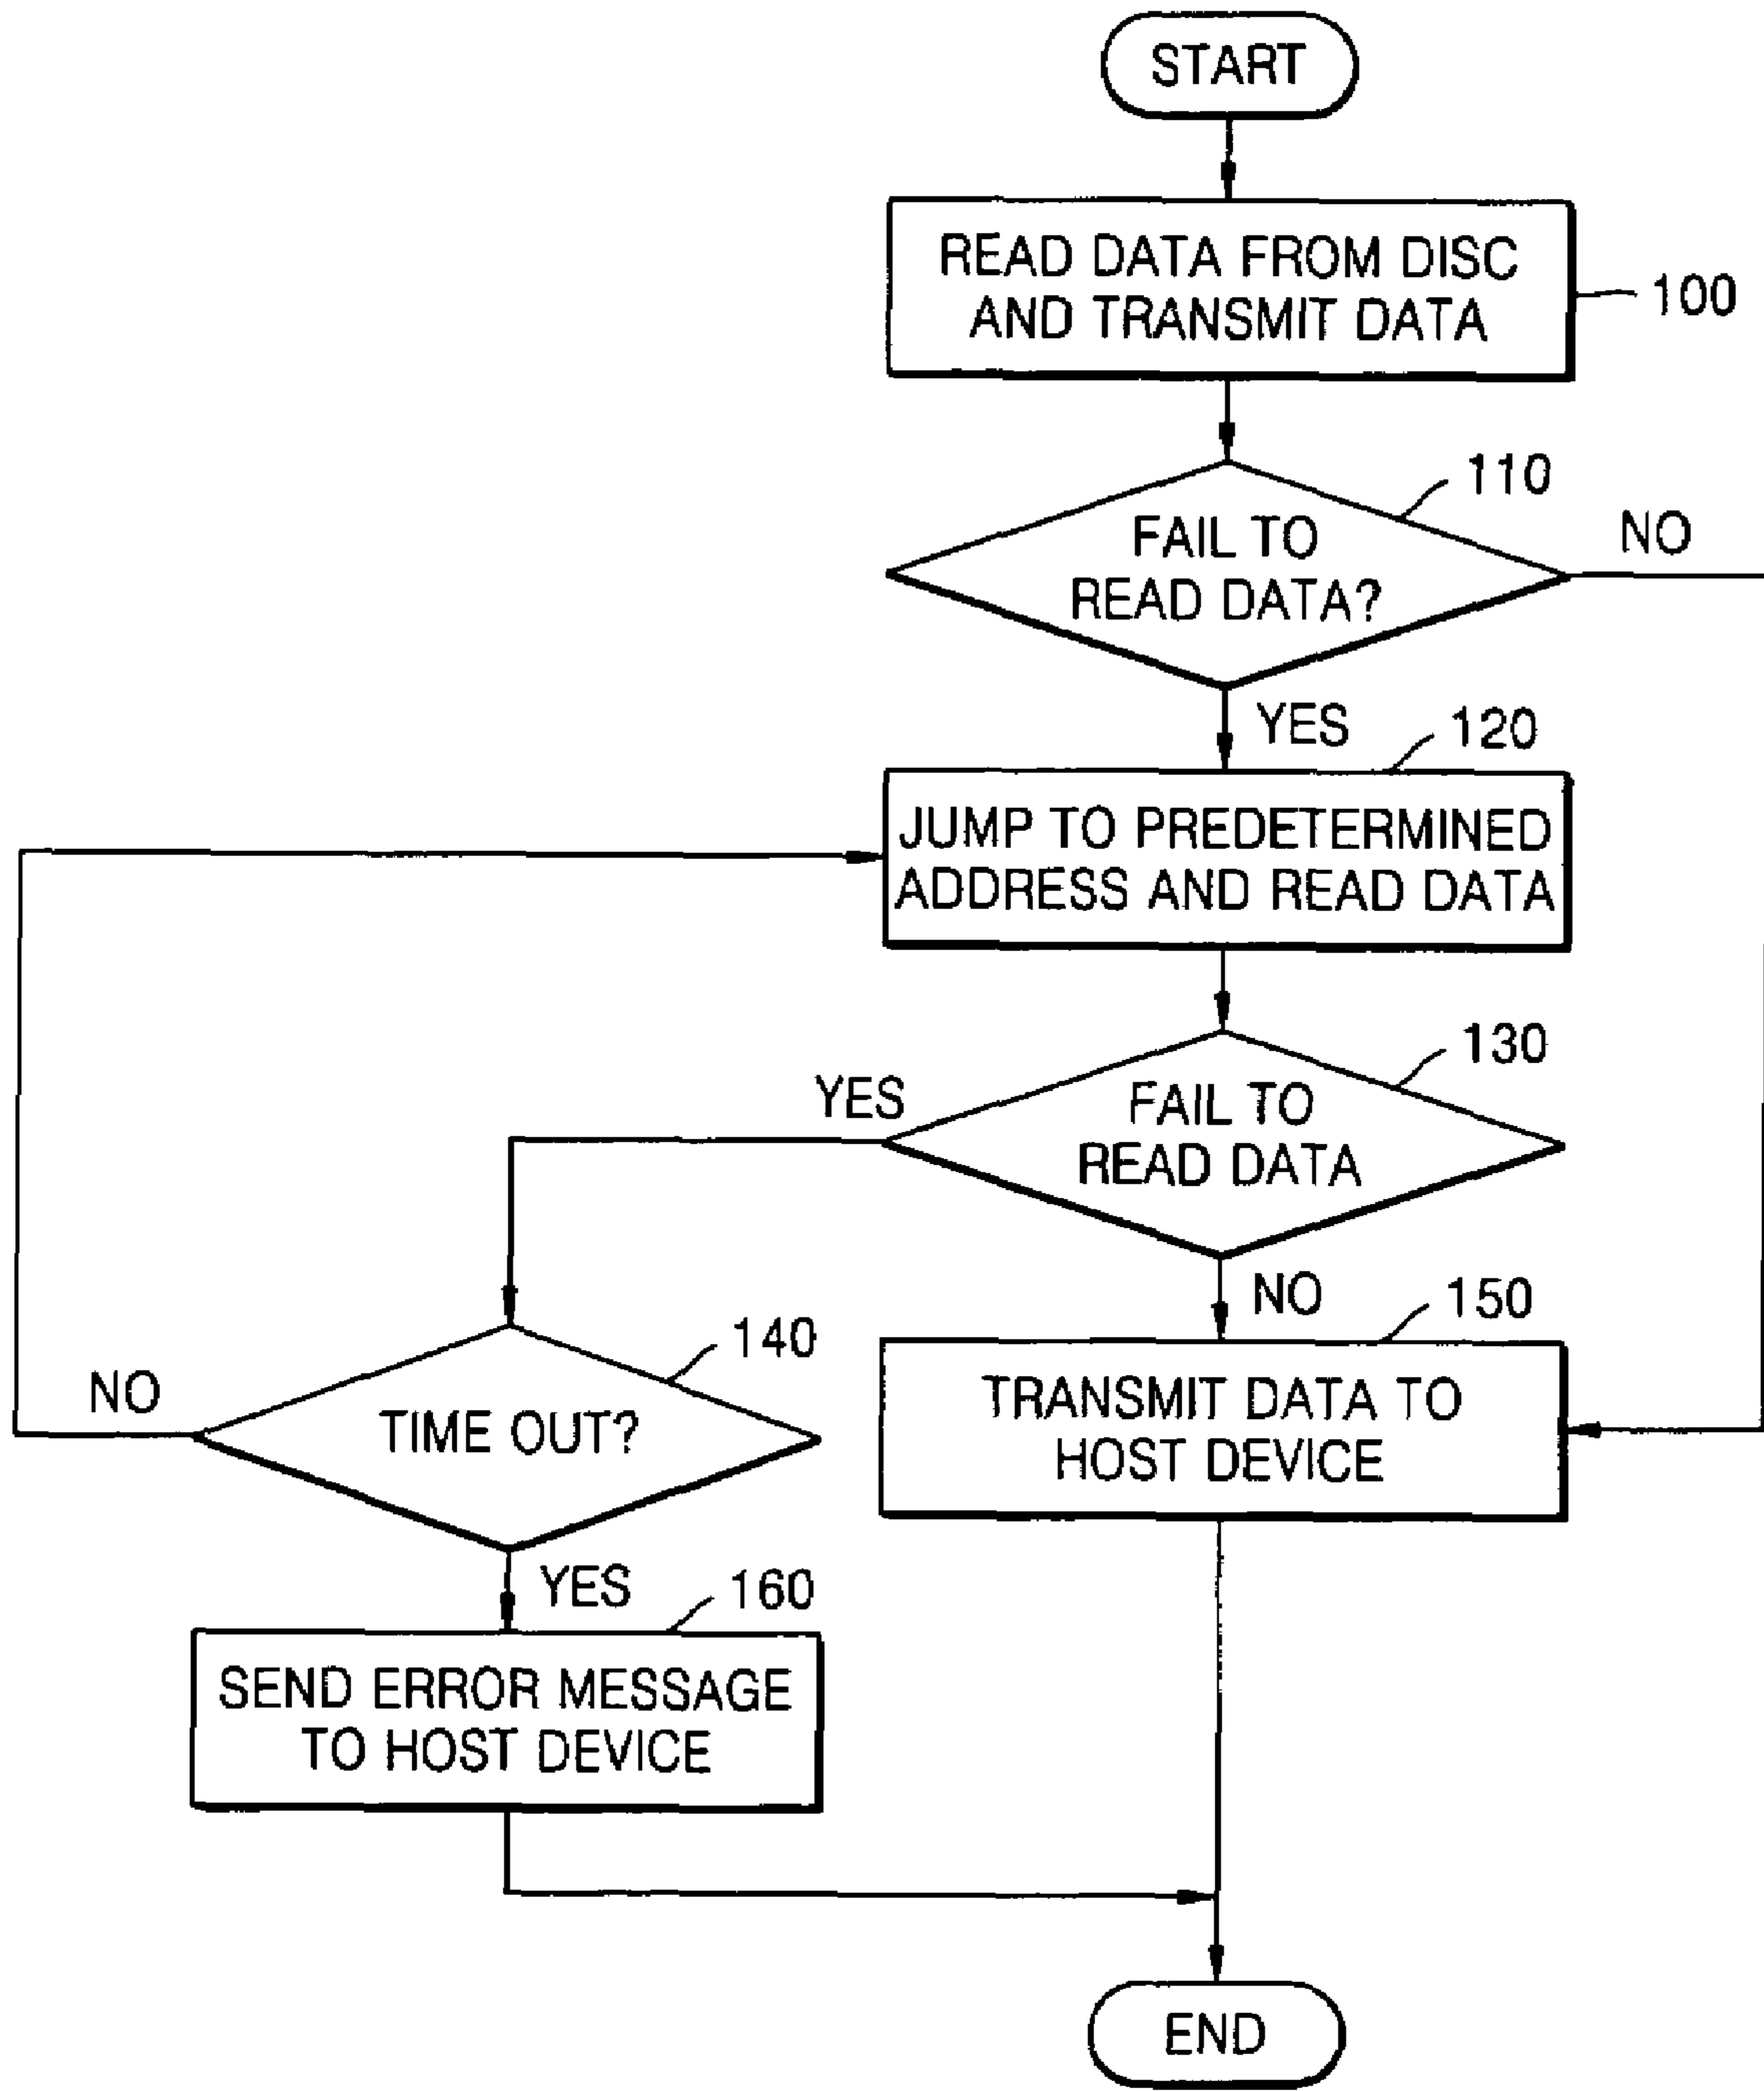 START
READ DATA FROM DISC
AND TRANSMIT DATA
100
110
FAIL TO
READ DATA?
NO
YES
120
JUMP TO PREDETERMINED
ADDRESS AND READ DATA
130
YES
FAIL TO
READ DATA
NO
140
NO
TIME OUT?
150
TRANSMIT DATA TO
HOST DEVICE
YES
160
SEND ERROR MESSAGE
TO HOST DEVICE
END